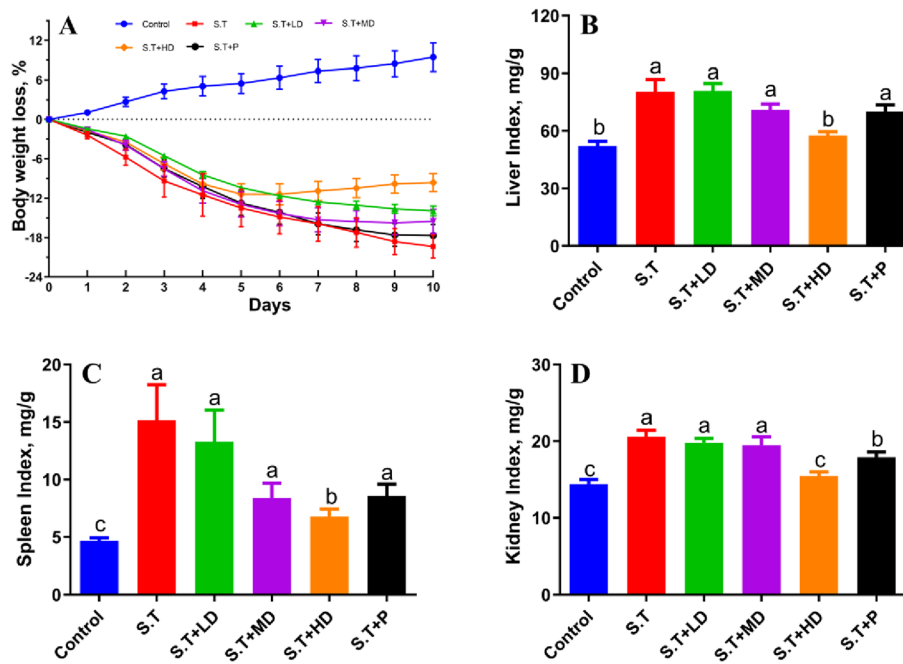 A
Control
S.T
S.T+LD
S.T+MD
S.T+HD
S.T+P
Body weight loss, %
12
6
0
-6
-12
-18
-24
0 1 2 3 4 5 6 7 8 9 10
Days
B
Liver Index, mg/g
120
90
60
30
0
b a a a b a
Control S.T S.T+LD S.T+MD S.T+HD S.T+P
C
Spleen Index, mg/g
20
15
10
5
0
c a a a b a
Control S.T S.T+LD S.T+MD S.T+HD S.T+P
D
Kidney Index, mg/g
30
20
10
0
c a a a c b
Control S.T S.T+LD S.T+MD S.T+HD S.T+P